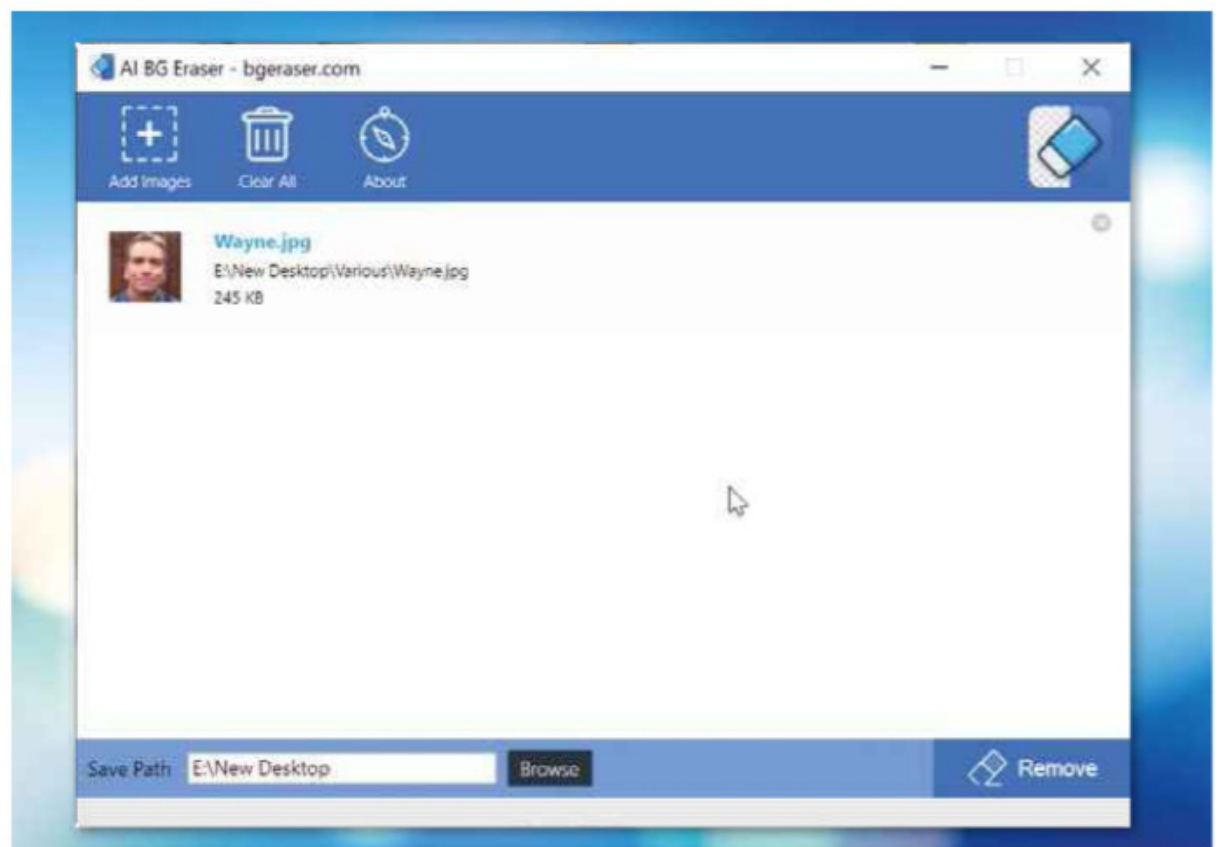 AI BG Eraser - bgeraser.com
Add Images Clear All About
Wayne.jpg
E:\New Desktop\Various\Wayne.jpg
245 KB
Save Path E:\New Desktop Browse Remove